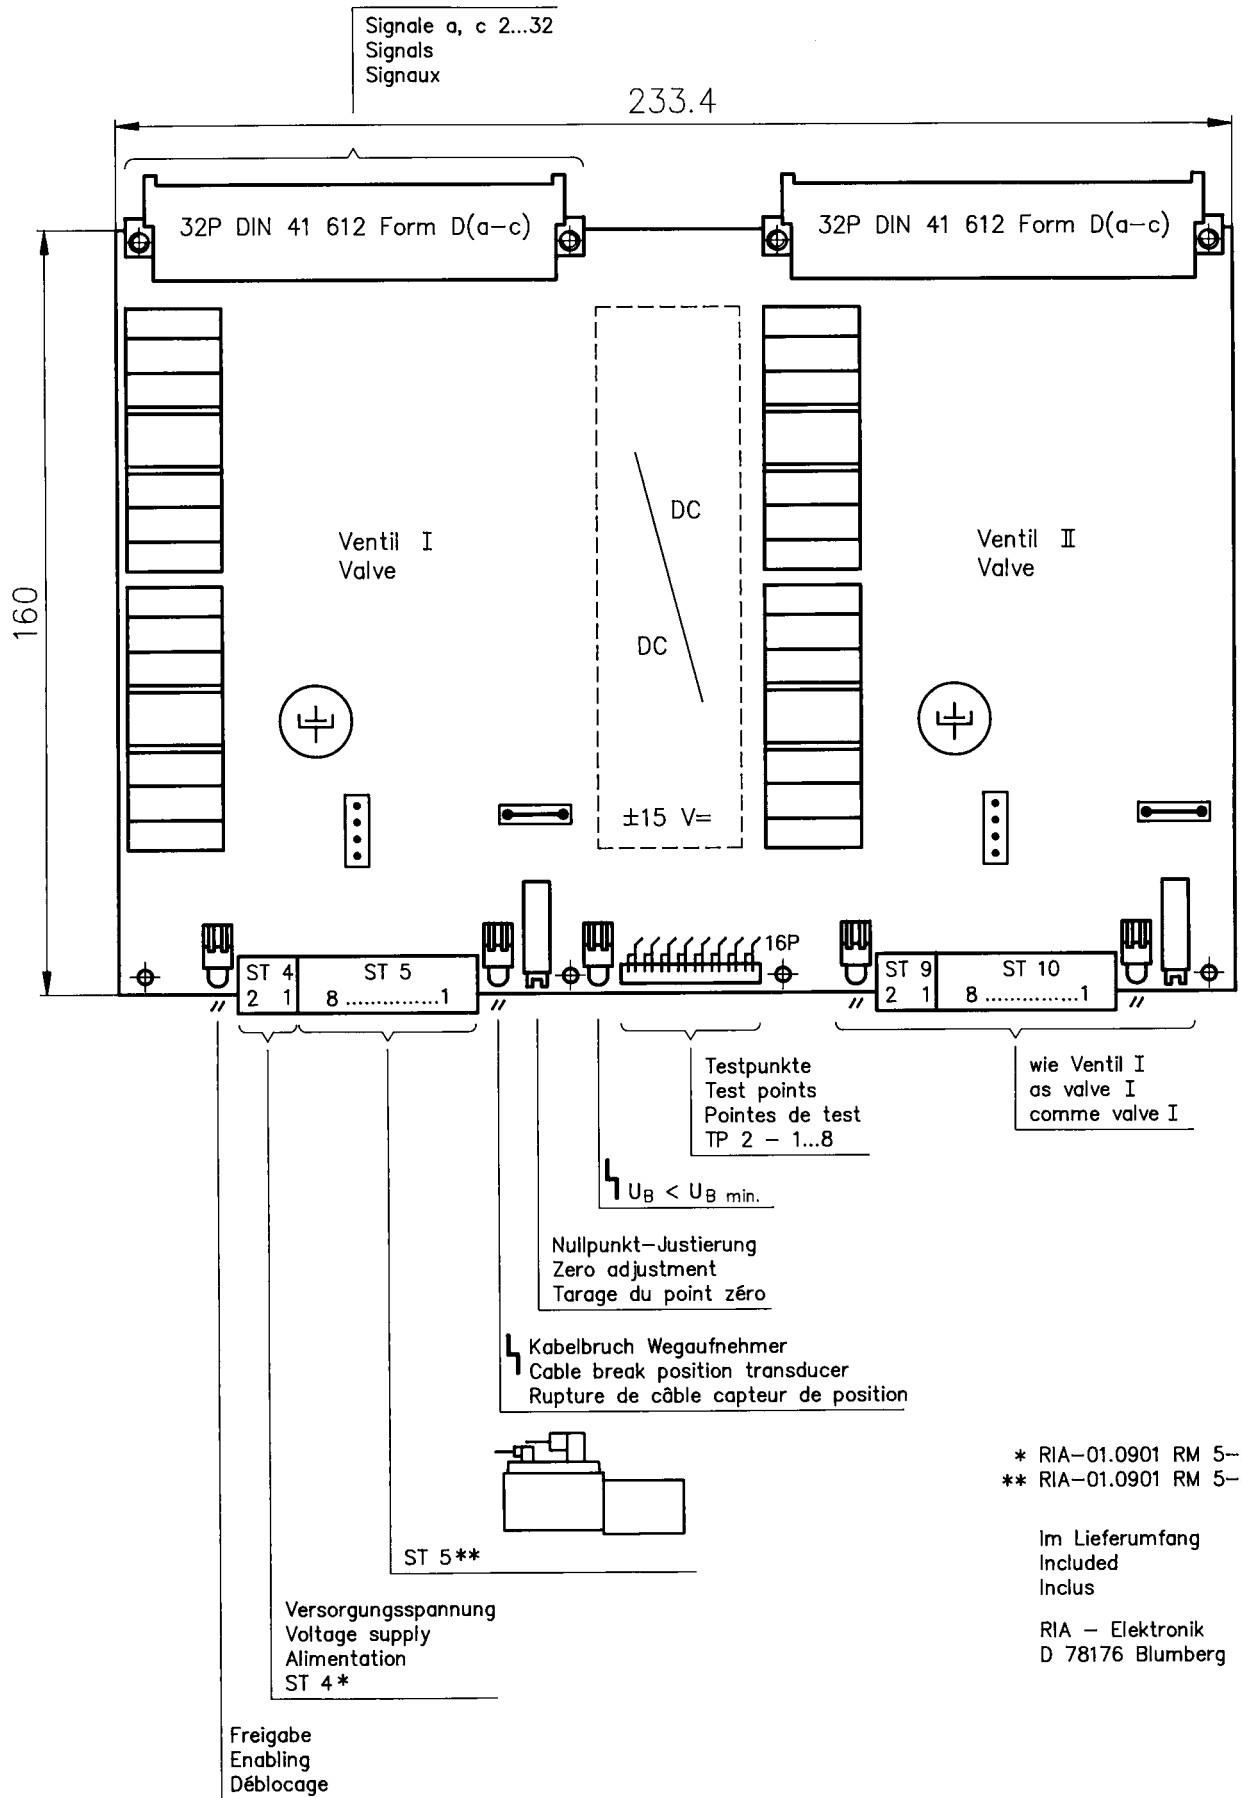 Signale a, c 2...32
Signals
Signaux
233.4
32P DIN 41 612 Form D(a-c)
32P DIN 41 612 Form D(a-c)
160
DC
DC
±15 V=
Ventil I
Valve
Ventil II
Valve
16P
ST 4
2 1
ST 5
8 ...............1
ST 9
2 1
ST 10
8 ...............1
Testpunkte
Test points
Pointes de test
TP 2 - 1...8
wie Ventil I
as valve I
comme valve I
UB < UB min.
Nullpunkt-Justierung
Zero adjustment
Tarage du point zéro
Kabelbruch Wegaufnehmer
Cable break position transducer
Rupture de câble capteur de position
* RIA-01.0901 RM 5-
** RIA-01.0901 RM 5-
Im Lieferumfang
Included
Inclus
RIA - Elektronik
D 78176 Blumberg
ST 5**
Versorgungsspannung
Voltage supply
Alimentation
ST 4*
Freigabe
Enabling
Déblocage